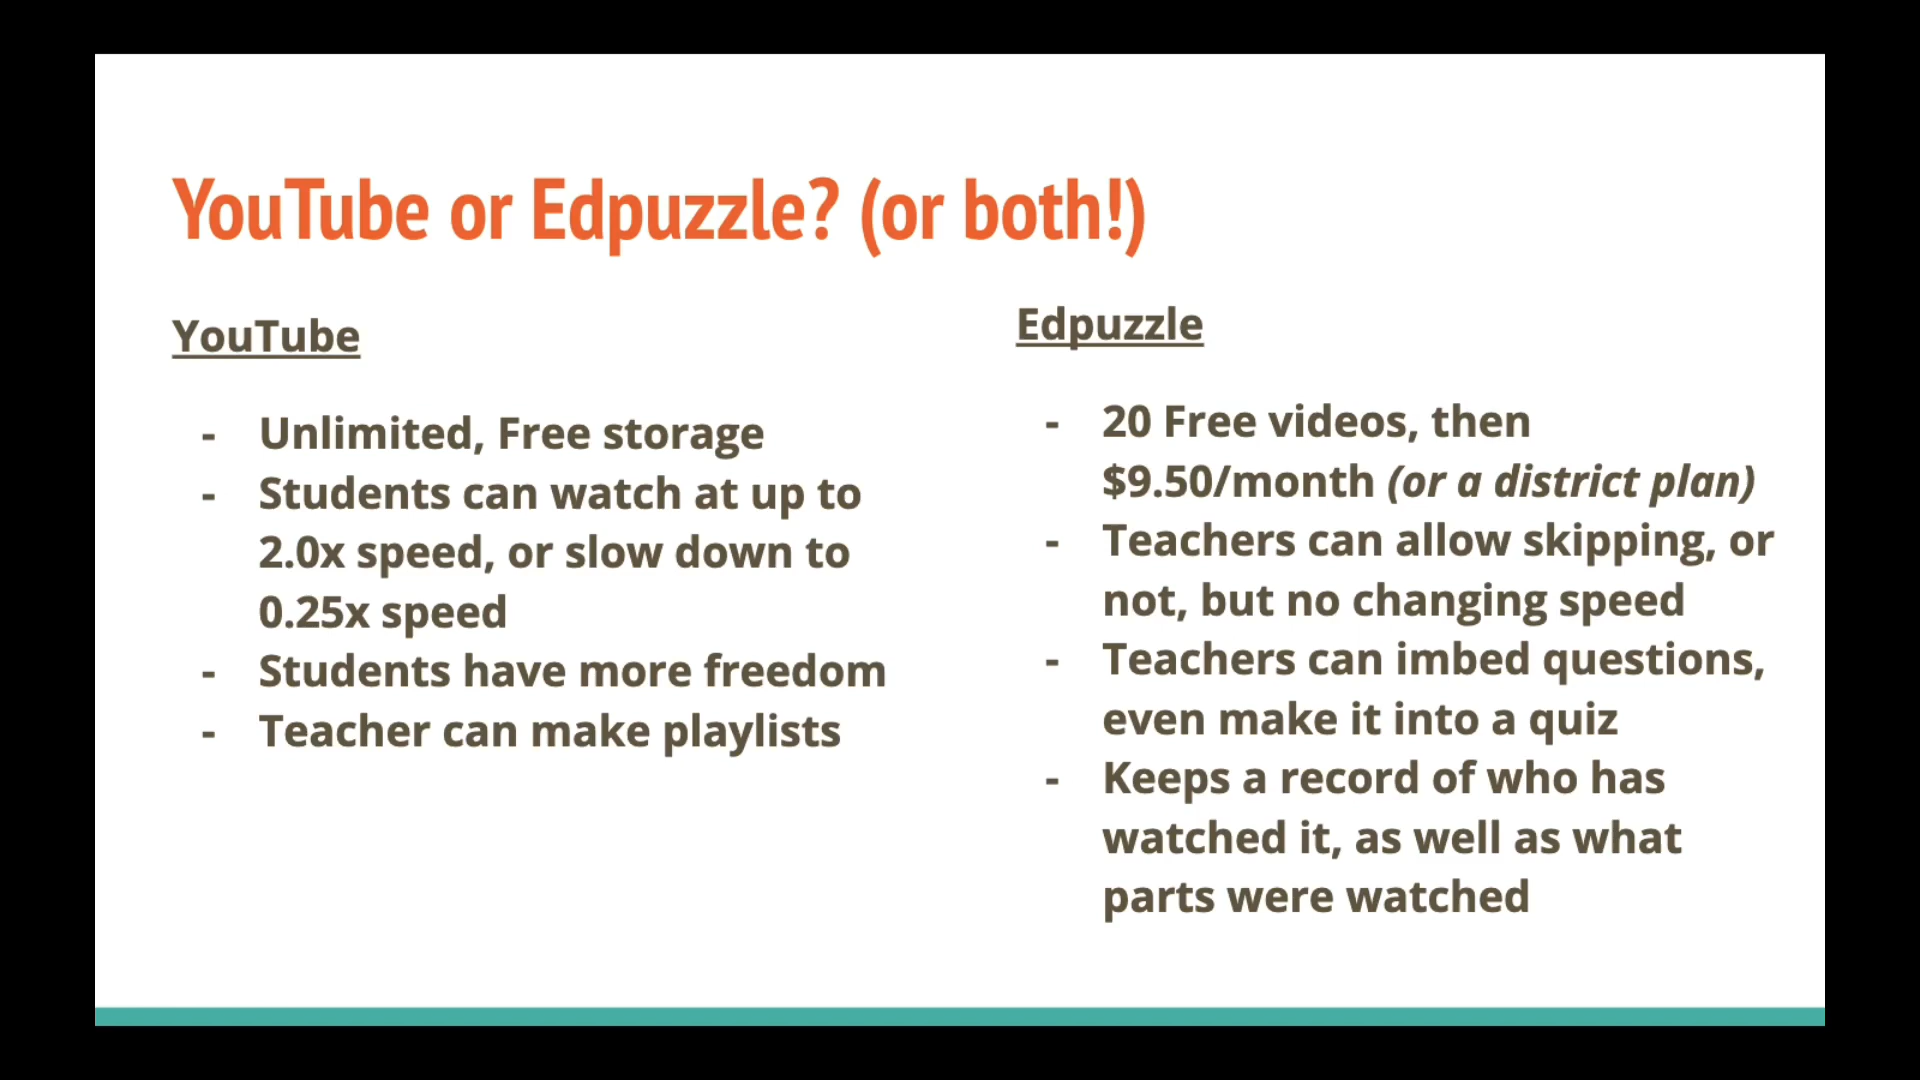 YouTube or Edpuzzle? (or both!)
YouTube
- Unlimited, Free storage
- Students can watch at up to
2.0x speed, or slow down to
0.25x speed
- Students have more freedom
- Teacher can make playlists
Edpuzzle
- 20 Free videos, then
$9.50/month (or a district plan)
- Teachers can allow skipping, or
not, but no changing speed
- Teachers can imbed questions,
even make it into a quiz
- Keeps a record of who has
watched it, as well as what
parts were watched